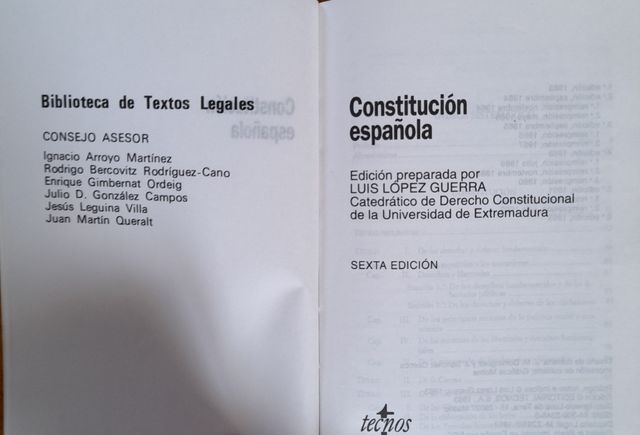 Biblioteca de Textos Legales
CONSEJO ASESOR
Ignacio Arroyo Martínez
Rodrigo Bercovitz Rodríguez-Cano
Enrique Gimbernat Ordeig
Julio D. González Campos
Jesús Leguina Villa
Juan Martín Queralt
Constitución
española
Edición preparada por
LUIS LÓPEZ GUERRA
Catedrático de Derecho Constitucional
de la Universidad de Extremadura
SEXTA EDICIÓN
tecnos